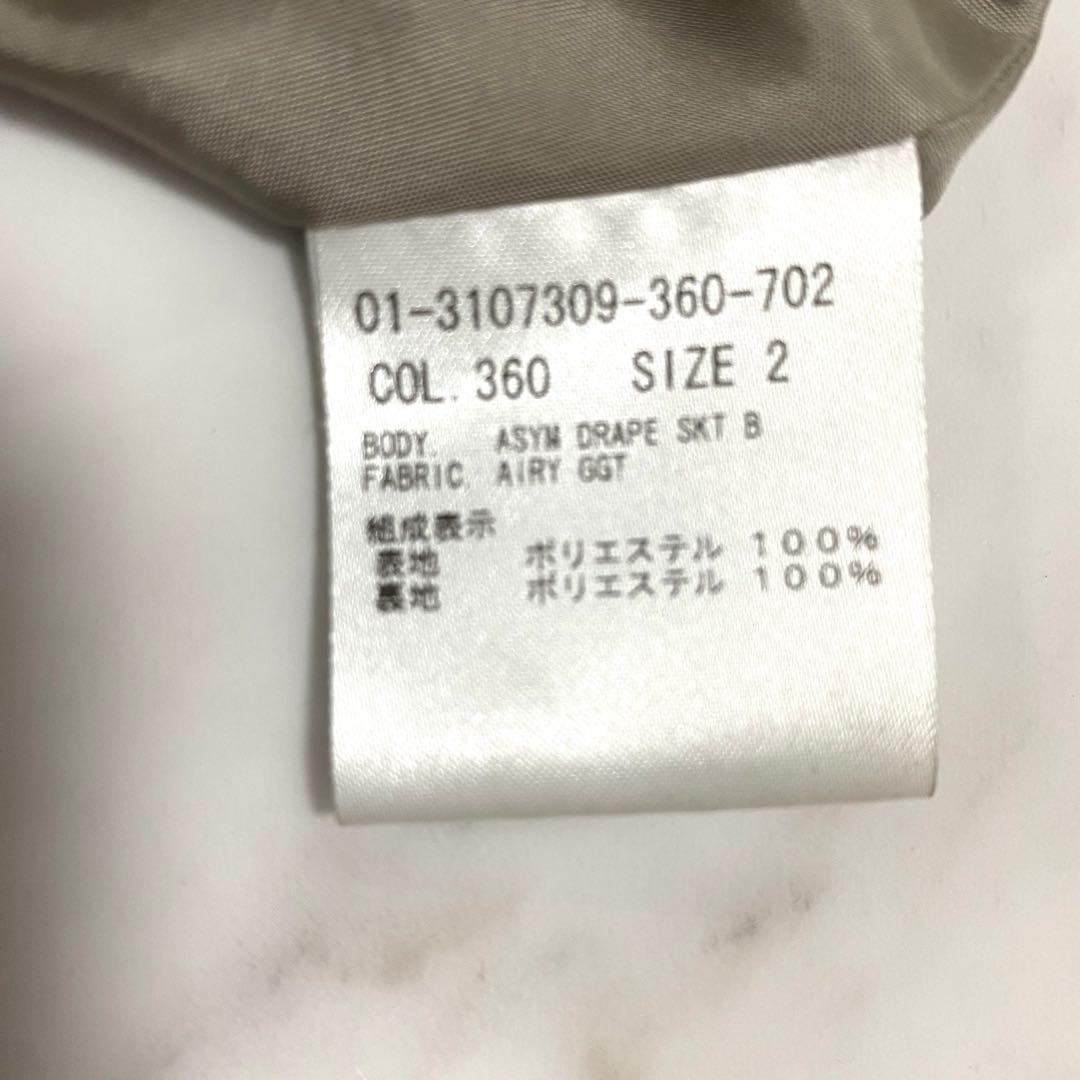 01-3107309-360-702
COL. 360 SIZE 2
BODY. ASYM DRAPE SKT B
FABRIC. AIRY GGT
組成表示
表地 ポリエステル 100%
裏地 ポリエステル 100%